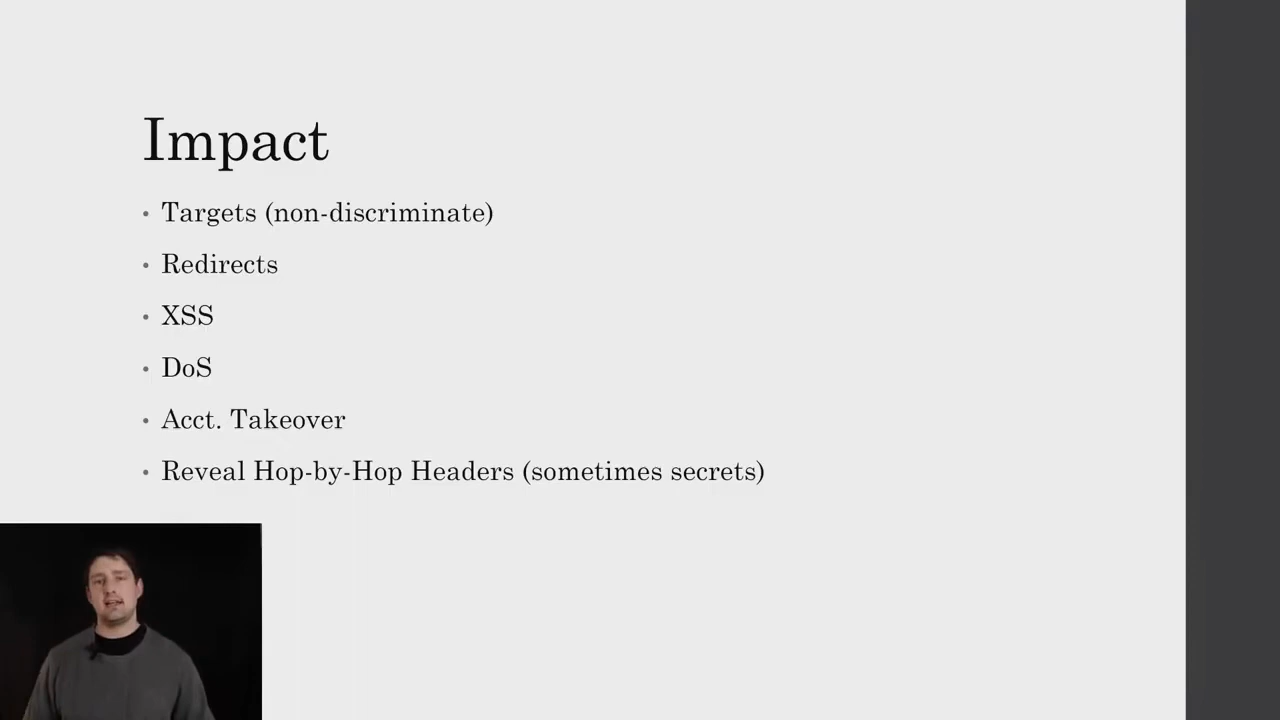 Impact
• Targets (non-discriminate)
• Redirects
• XSS
• DoS
• Acct. Takeover
• Reveal Hop-by-Hop Headers (sometimes secrets)